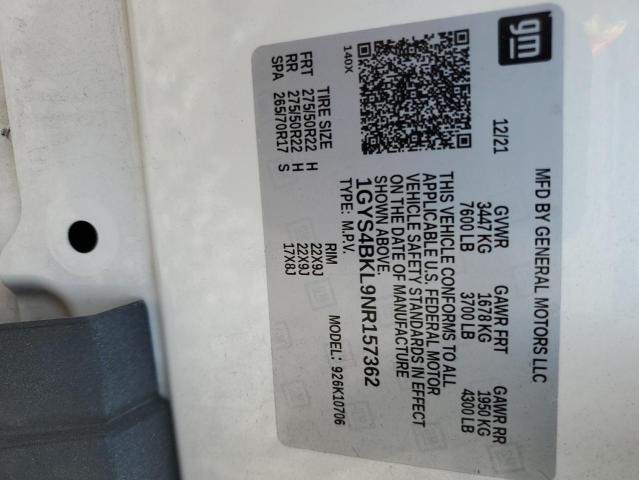 gm
MFD BY GENERAL MOTORS LLC
12/21 GVWR GAWR FRT GAWR RR
3447 KG 1678 KG 1950 KG
7600 LB 3700 LB 4300 LB
THIS VEHICLE CONFORMS TO ALL
APPLICABLE U.S. FEDERAL MOTOR
VEHICLE SAFETY STANDARDS IN EFFECT
ON THE DATE OF MANUFACTURE
SHOWN ABOVE.
1GYS4BKL9NR157362
TYPE: M.P.V. MODEL: 926K10706
140X
TIRE SIZE RIM
FRT 275/50R22 H 22X9J
RR 275/50R22 H 22X9J
SPA 265/70R17 S 17X8J